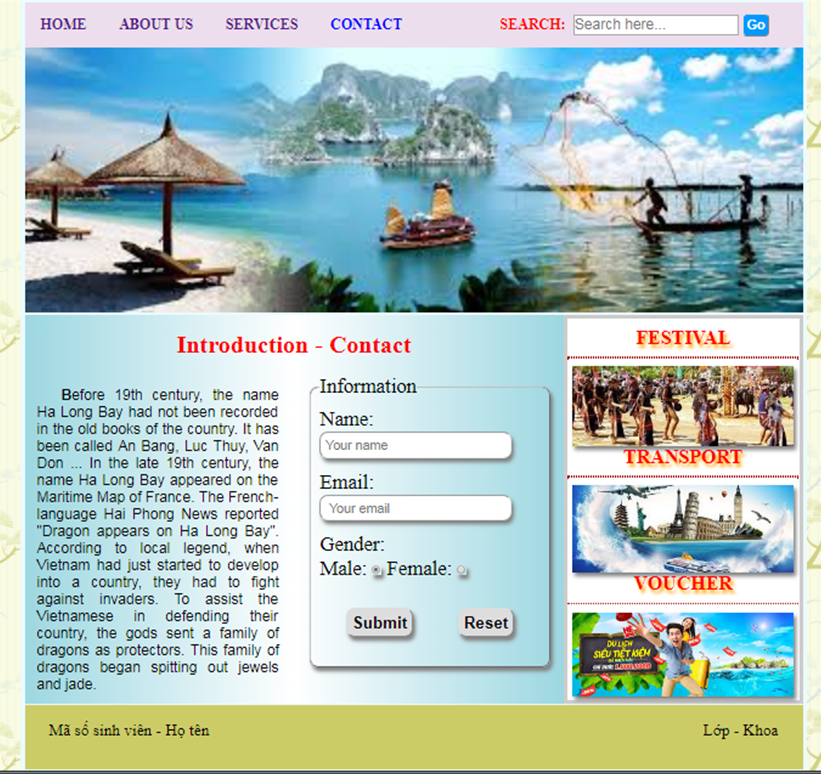 HOME ABOUT US SERVICES CONTACT SEARCH: Search here... Go
Introduction - Contact
Before 19th century, the name
Ha Long Bay had not been recorded
in the old books of the country. It has
been called An Bang, Luc Thuy, Van
Don ... In the late 19th century, the
name Ha Long Bay appeared on the
Maritime Map of France. The French-
language Hai Phong News reported
"Dragon appears on Ha Long Bay".
According to local legend, when
Vietnam had just started to develop
into a country, they had to fight
against invaders. To assist the
Vietnamese in defending their
country, the gods sent a family of
dragons as protectors. This family of
dragons began spitting out jewels
and jade.
Information
Name:
Your name
Email:
Your email
Gender:
Male: Female:
Submit Reset
FESTIVAL
TRANSPORT
VOUCHER
DU LỊCH
SIÊU TIẾT KIỆM
Mã số sinh viên - Họ tên
Lớp - Khoa